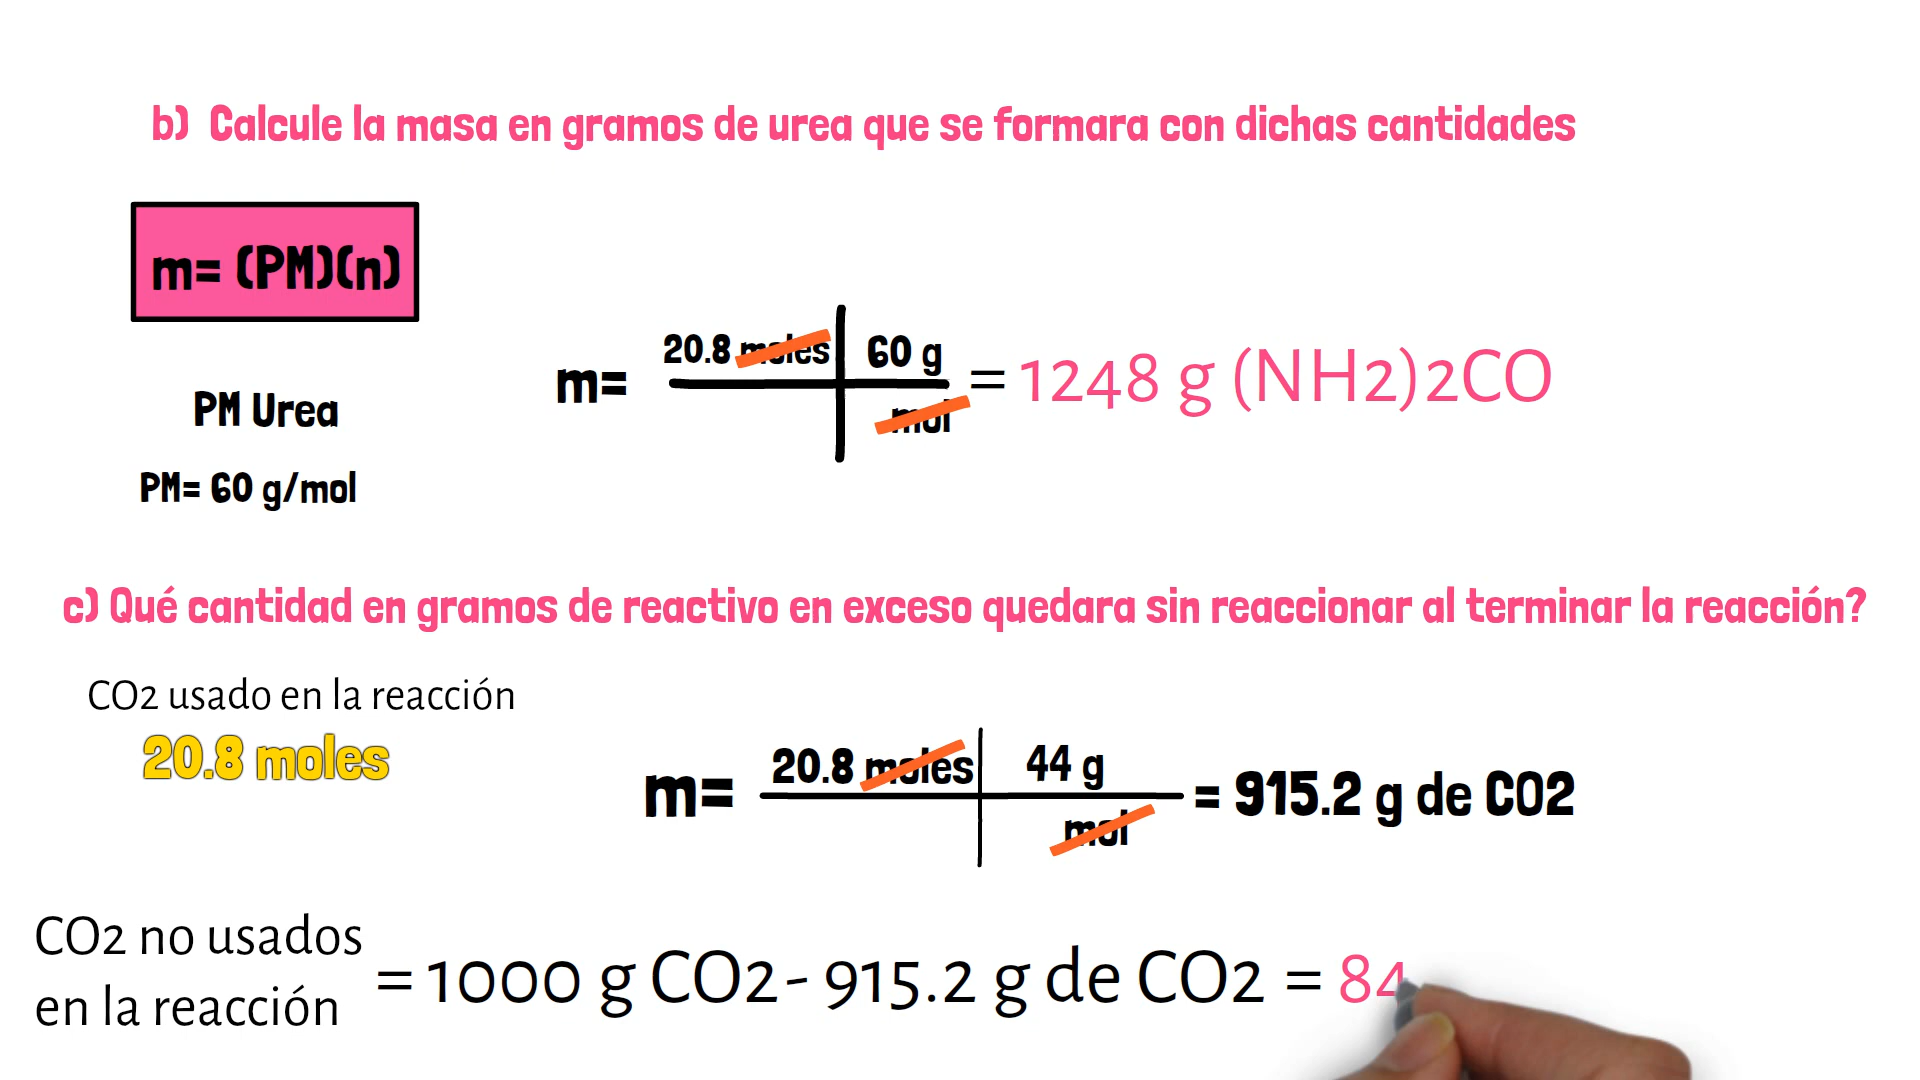 b) Calcule la masa en gramos de urea que se formara con dichas cantidades
m= (PM)(n)
PM Urea
PM= 60 g/mol
m= 20.8 moles 60 g = 1248 g (NH2)2CO
mol
c) Qué cantidad en gramos de reactivo en exceso quedara sin reaccionar al terminar la reacción?
CO2 usado en la reacción
20.8 moles
m= 20.8 moles 44 g = 915.2 g de CO2
mol
CO2 no usados
en la reacción
= 1000 g CO2 - 915.2 g de CO2 = 84